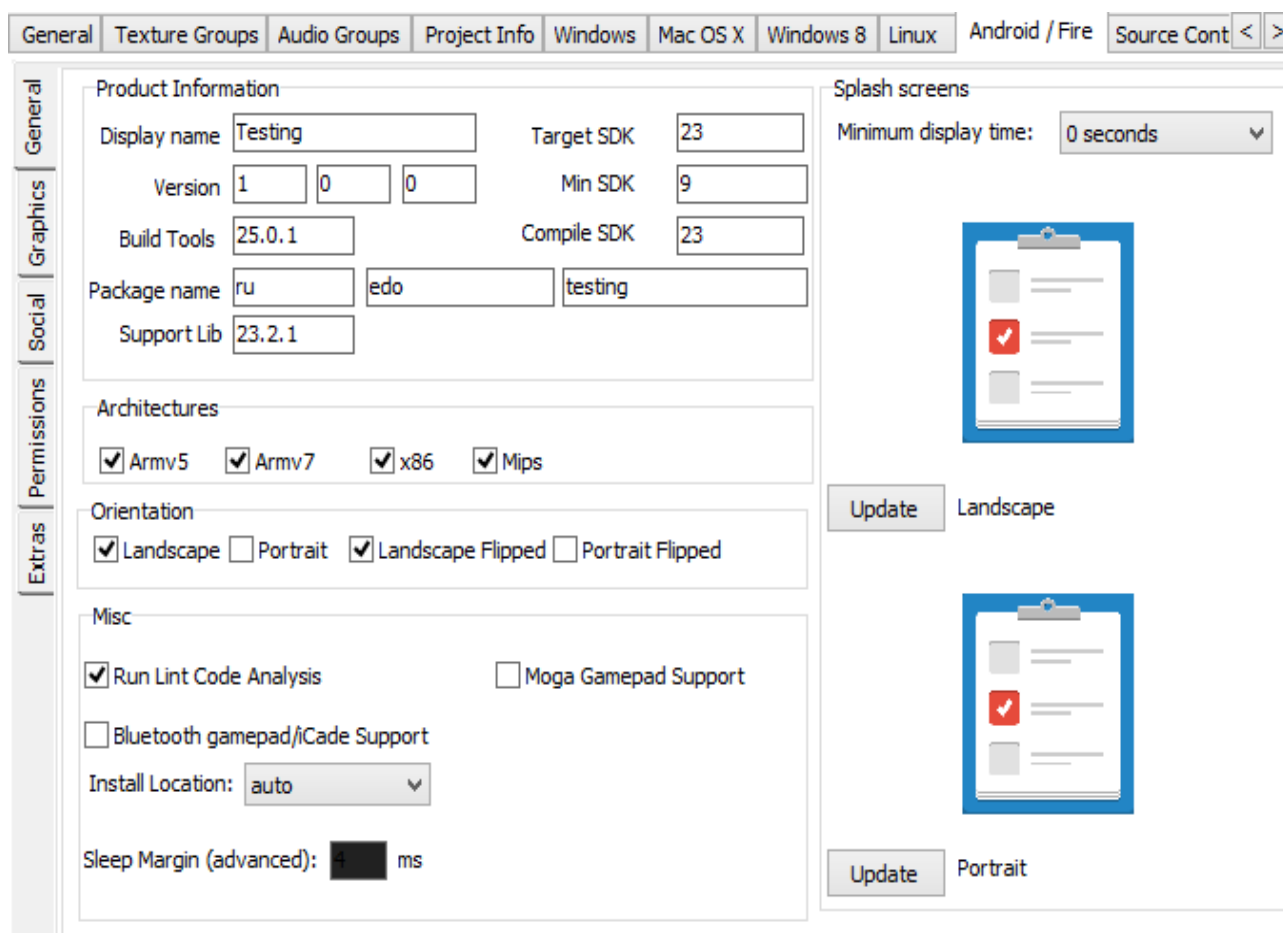 General Texture Groups Audio Groups Project Info Windows Mac OS X Windows 8 Linux Android / Fire Source Cont < >
General
Graphics
Social
Permissions
Extras
Product Information
Display name Testing Target SDK 23
Version 1 0 0 Min SDK 9
Build Tools 25.0.1 Compile SDK 23
Package name ru edo testing
Support Lib 23.2.1
Architectures
Armv5 Armv7 x86 Mips
Orientation
Landscape Portrait Landscape Flipped Portrait Flipped
Misc
Run Lint Code Analysis Moga Gamepad Support
Bluetooth gamepad/iCade Support
Install Location: auto
Sleep Margin (advanced): 4 ms
Splash screens
Minimum display time: 0 seconds
Update Landscape
Update Portrait